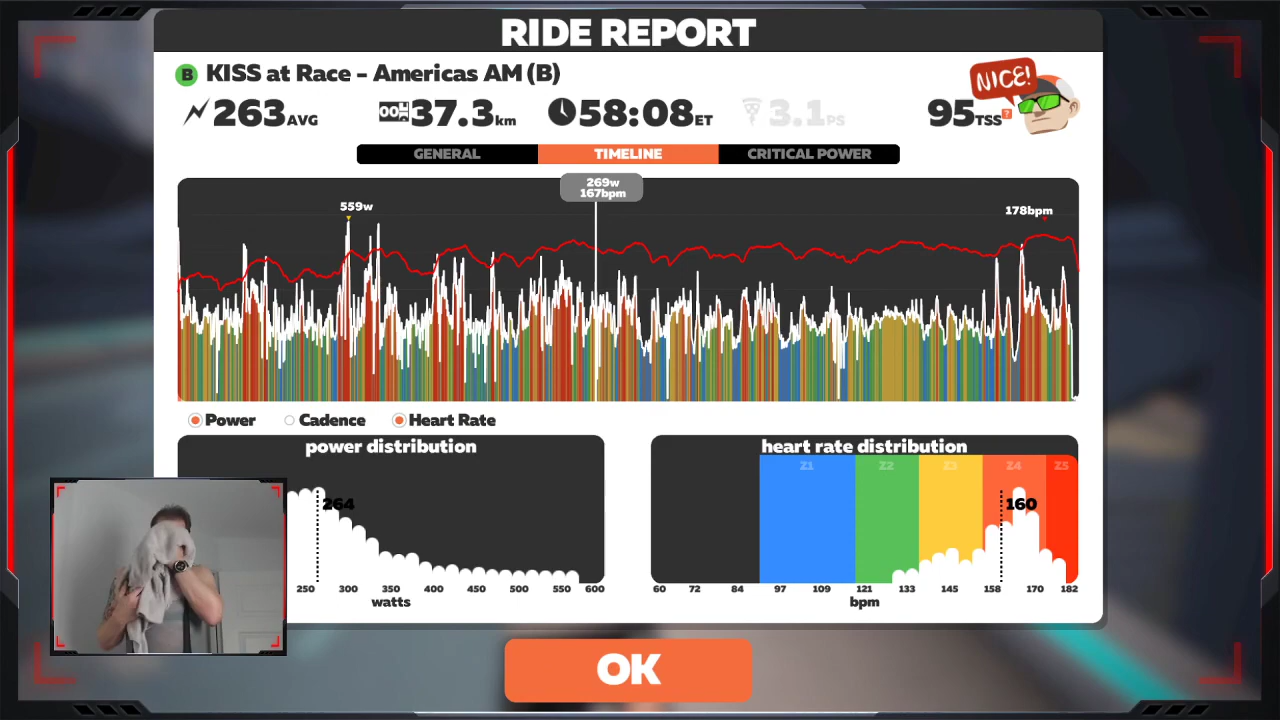 RIDE REPORT
B KISS at Race - Americas AM (B)
NICE!
263AVG 37.3km 58:08ET 3.1PS 95TSS ?
GENERAL TIMELINE CRITICAL POWER
269w
167bpm
559w
178bpm
Power Cadence Heart Rate
power distribution
264
250 300 350 400 450 500 550 600
watts
heart rate distribution
Z1 Z2 Z3 Z4 Z5
160
60 72 84 97 109 121 133 145 158 170 182
bpm
OK